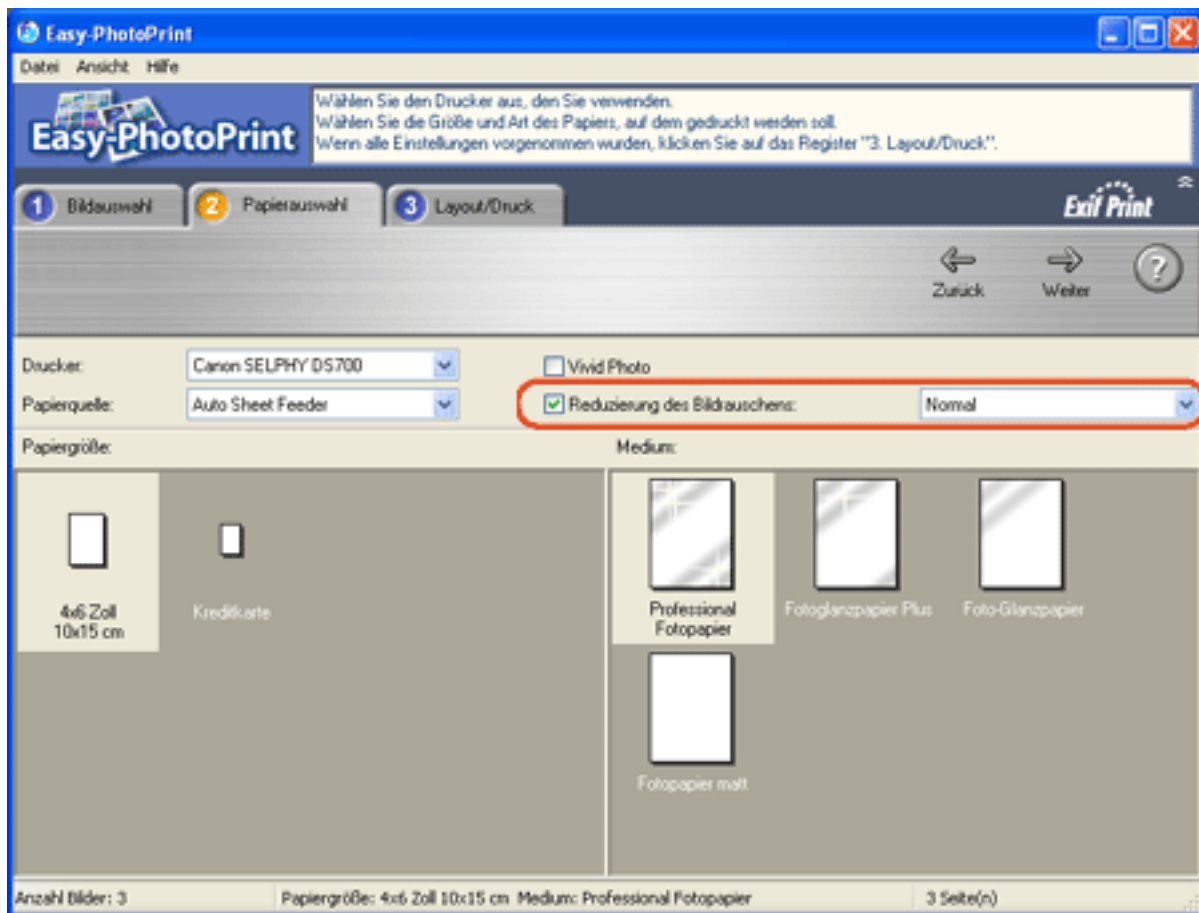 Easy-PhotoPrint
Datei Ansicht Hilfe
Easy-PhotoPrint
Wählen Sie den Drucker aus, den Sie verwenden.
Wählen Sie die Größe und Art des Papiers, auf dem gedruckt werden soll.
Wenn alle Einstellungen vorgenommen wurden, klicken Sie auf das Register "3. Layout/Druck".
1 Bildauswahl 2 Papierauswahl 3 Layout/Druck Exif Print
Zurück Weiter ?
Drucker: Canon SELPHY DS700 Vivid Photo
Papierquelle: Auto Sheet Feeder Reduzierung des Bildrauschens: Normal
Papiergröße: Medium:
4x6 Zoll
10x15 cm
Kreditkarte
Professional
Fotopapier
Fotoglanzpapier Plus
Foto-Glanzpapier
Fotopapier matt
Anzahl Bilder: 3 Papiergröße: 4x6 Zoll 10x15 cm Medium: Professional Fotopapier 3 Seite(n)